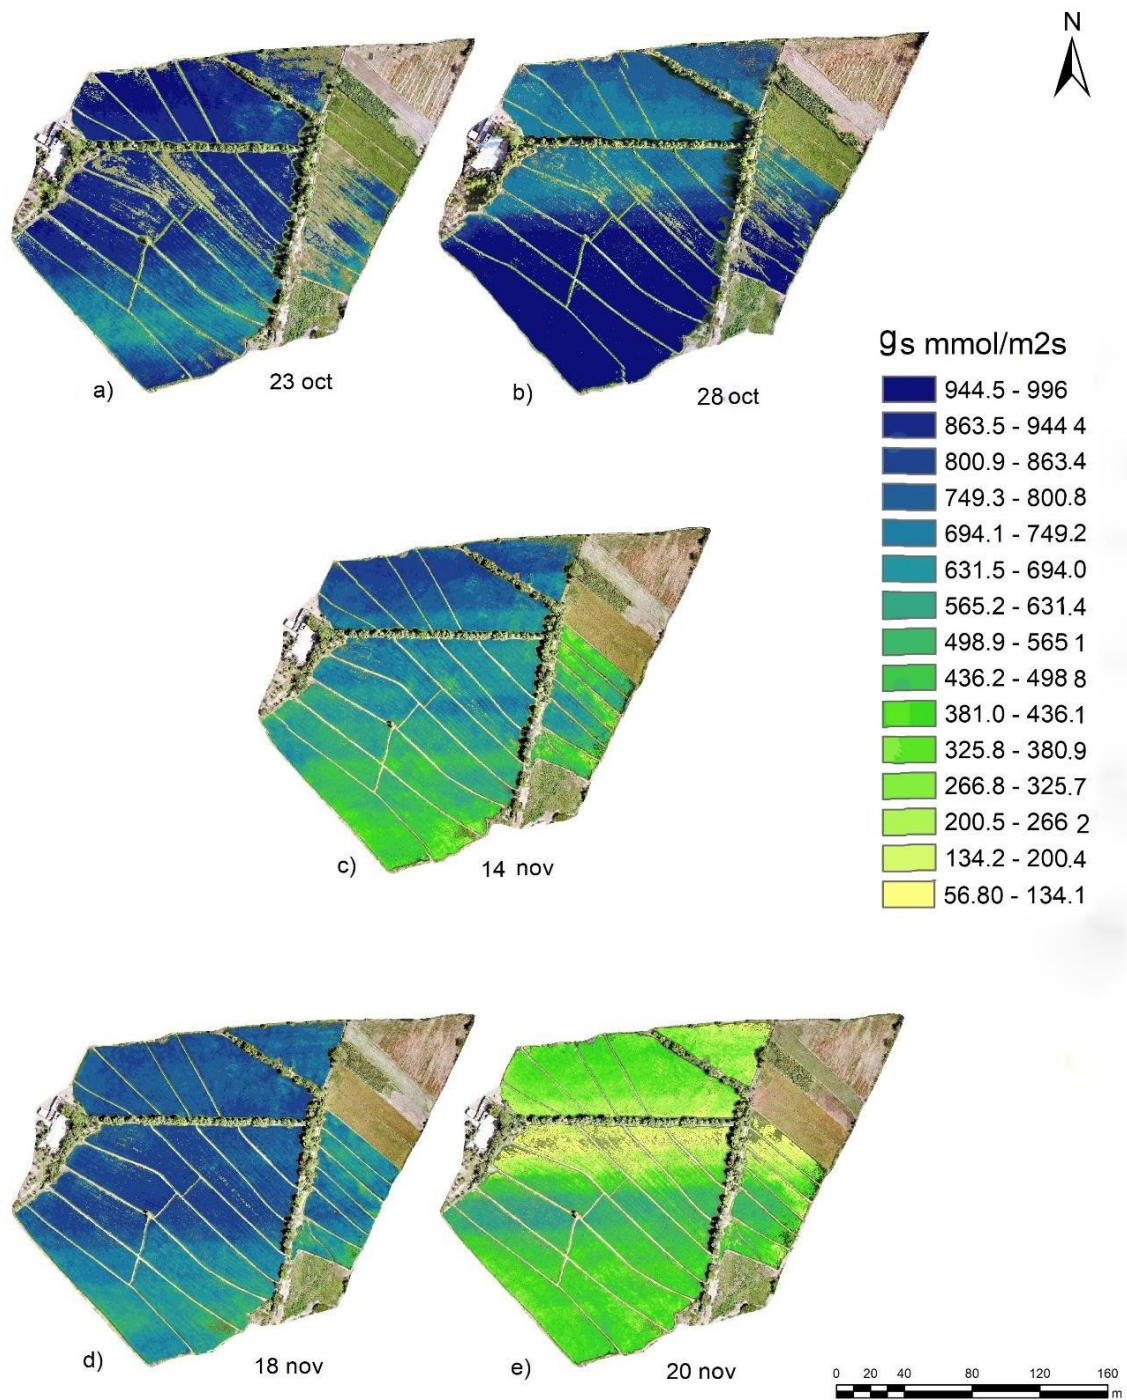 N
a)
23 oct
b)
28 oct
gs mmol/m2s
944.5 - 996
863.5 - 944 4
800.9 - 863.4
749.3 - 800.8
694.1 - 749.2
631.5 - 694.0
565.2 - 631.4
498.9 - 565 1
436.2 - 498 8
381.0 - 436.1
325.8 - 380.9
266.8 - 325.7
200.5 - 266 2
134.2 - 200.4
56.80 - 134.1
c)
14 nov
d)
18 nov
e)
20 nov
0 20 40 80 120 160
m